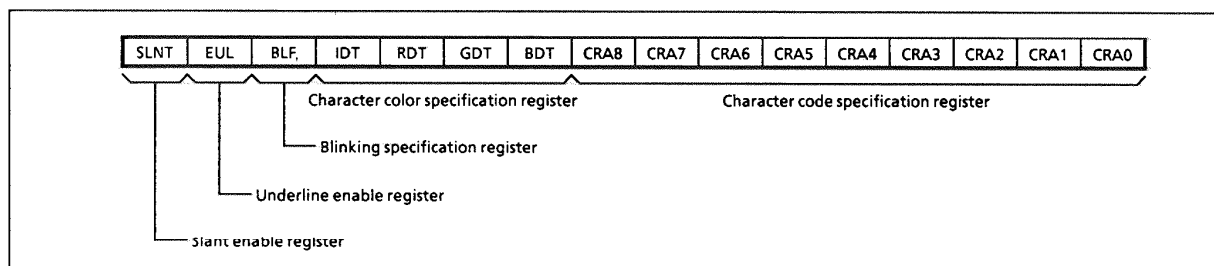 SLNT EUL BLF, IDT RDT GDT BDT CRA8 CRA7 CRA6 CRA5 CRA4 CRA3 CRA2 CRA1 CRA0
Character color specification register Character code specification register
Blinking specification register
Underline enable register
Slant enable register